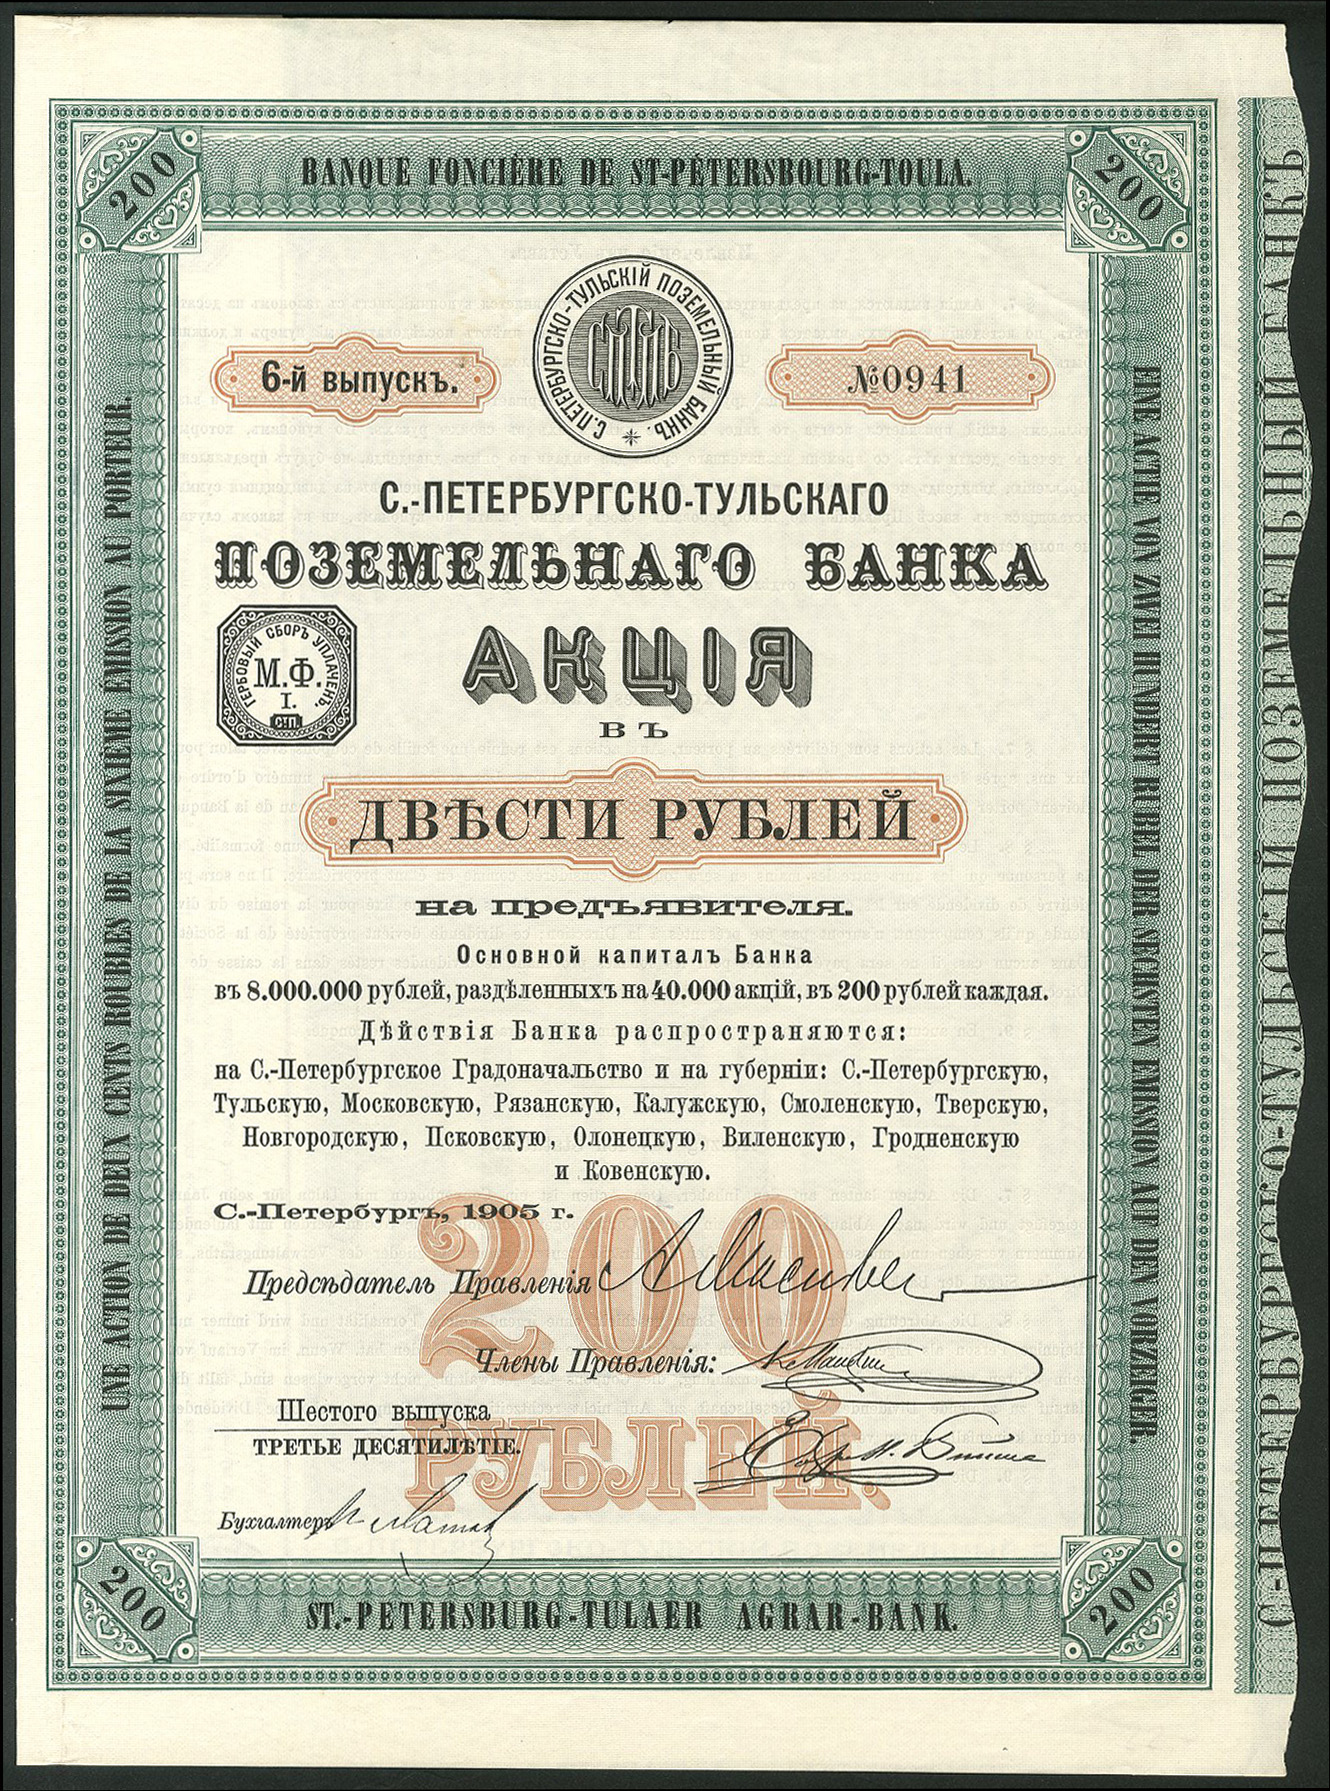 BANQUE FONCIÈRE DE ST-PÉTERSBOURG-TOULA.
200
200
С.ПЕТЕРБУРГСКО-ТУЛЬСКІЙ ПОЗЕМЕЛЬНЫЙ БАНКЪ.
6-й выпускъ.
№0941
С.-ПЕТЕРБУРГСКО-ТУЛЬСКАГО
ПОЗЕМЕЛЬНАГО БАНКА
ГЕРБОВЫЙ СБОРЪ УПЛАЧЕНЪ.
М.Ф.
I.
СТП.
АКЦІЯ
ВЪ
ДВѢСТИ РУБЛЕЙ
на предъявителя.
Основной капиталъ Банка
въ 8.000.000 рублей, раздѣленныхъ на 40.000 акцій, въ 200 рублей каждая.
Дѣйствія Банка распространяются:
на С.-Петербургское Градоначальство и на губерніи: С.-Петербургскую,
Тульскую, Московскую, Рязанскую, Калужскую, Смоленскую, Тверскую,
Новгородскую, Псковскую, Олонецкую, Виленскую, Гродненскую
и Ковенскую.
200
РУБЛЕЙ.
С.-Петербургъ, 1905 г.
Предсѣдатель Правленія
Члены Правленія:
Шестого выпуска
ТРЕТЬЕ ДЕСЯТИЛѢТІЕ.
Бухгалтеръ
200
200
ST.-PETERSBURG-TULAER AGRAR-BANK.
UNE ACTION DE DEUX CENTS ROUBLES DE LA SIXIÈME ÉMISSION AU PORTEUR.
EINE ACTIE VON ZWEI HUNDERT RUBEL DER SECHSTEN EMISSION AUF DEN VORZEIGER.
С.-ПЕТЕРБУРГСКО-ТУЛЬСКІЙ ПОЗЕМЕЛЬНЫЙ БАНКЪ